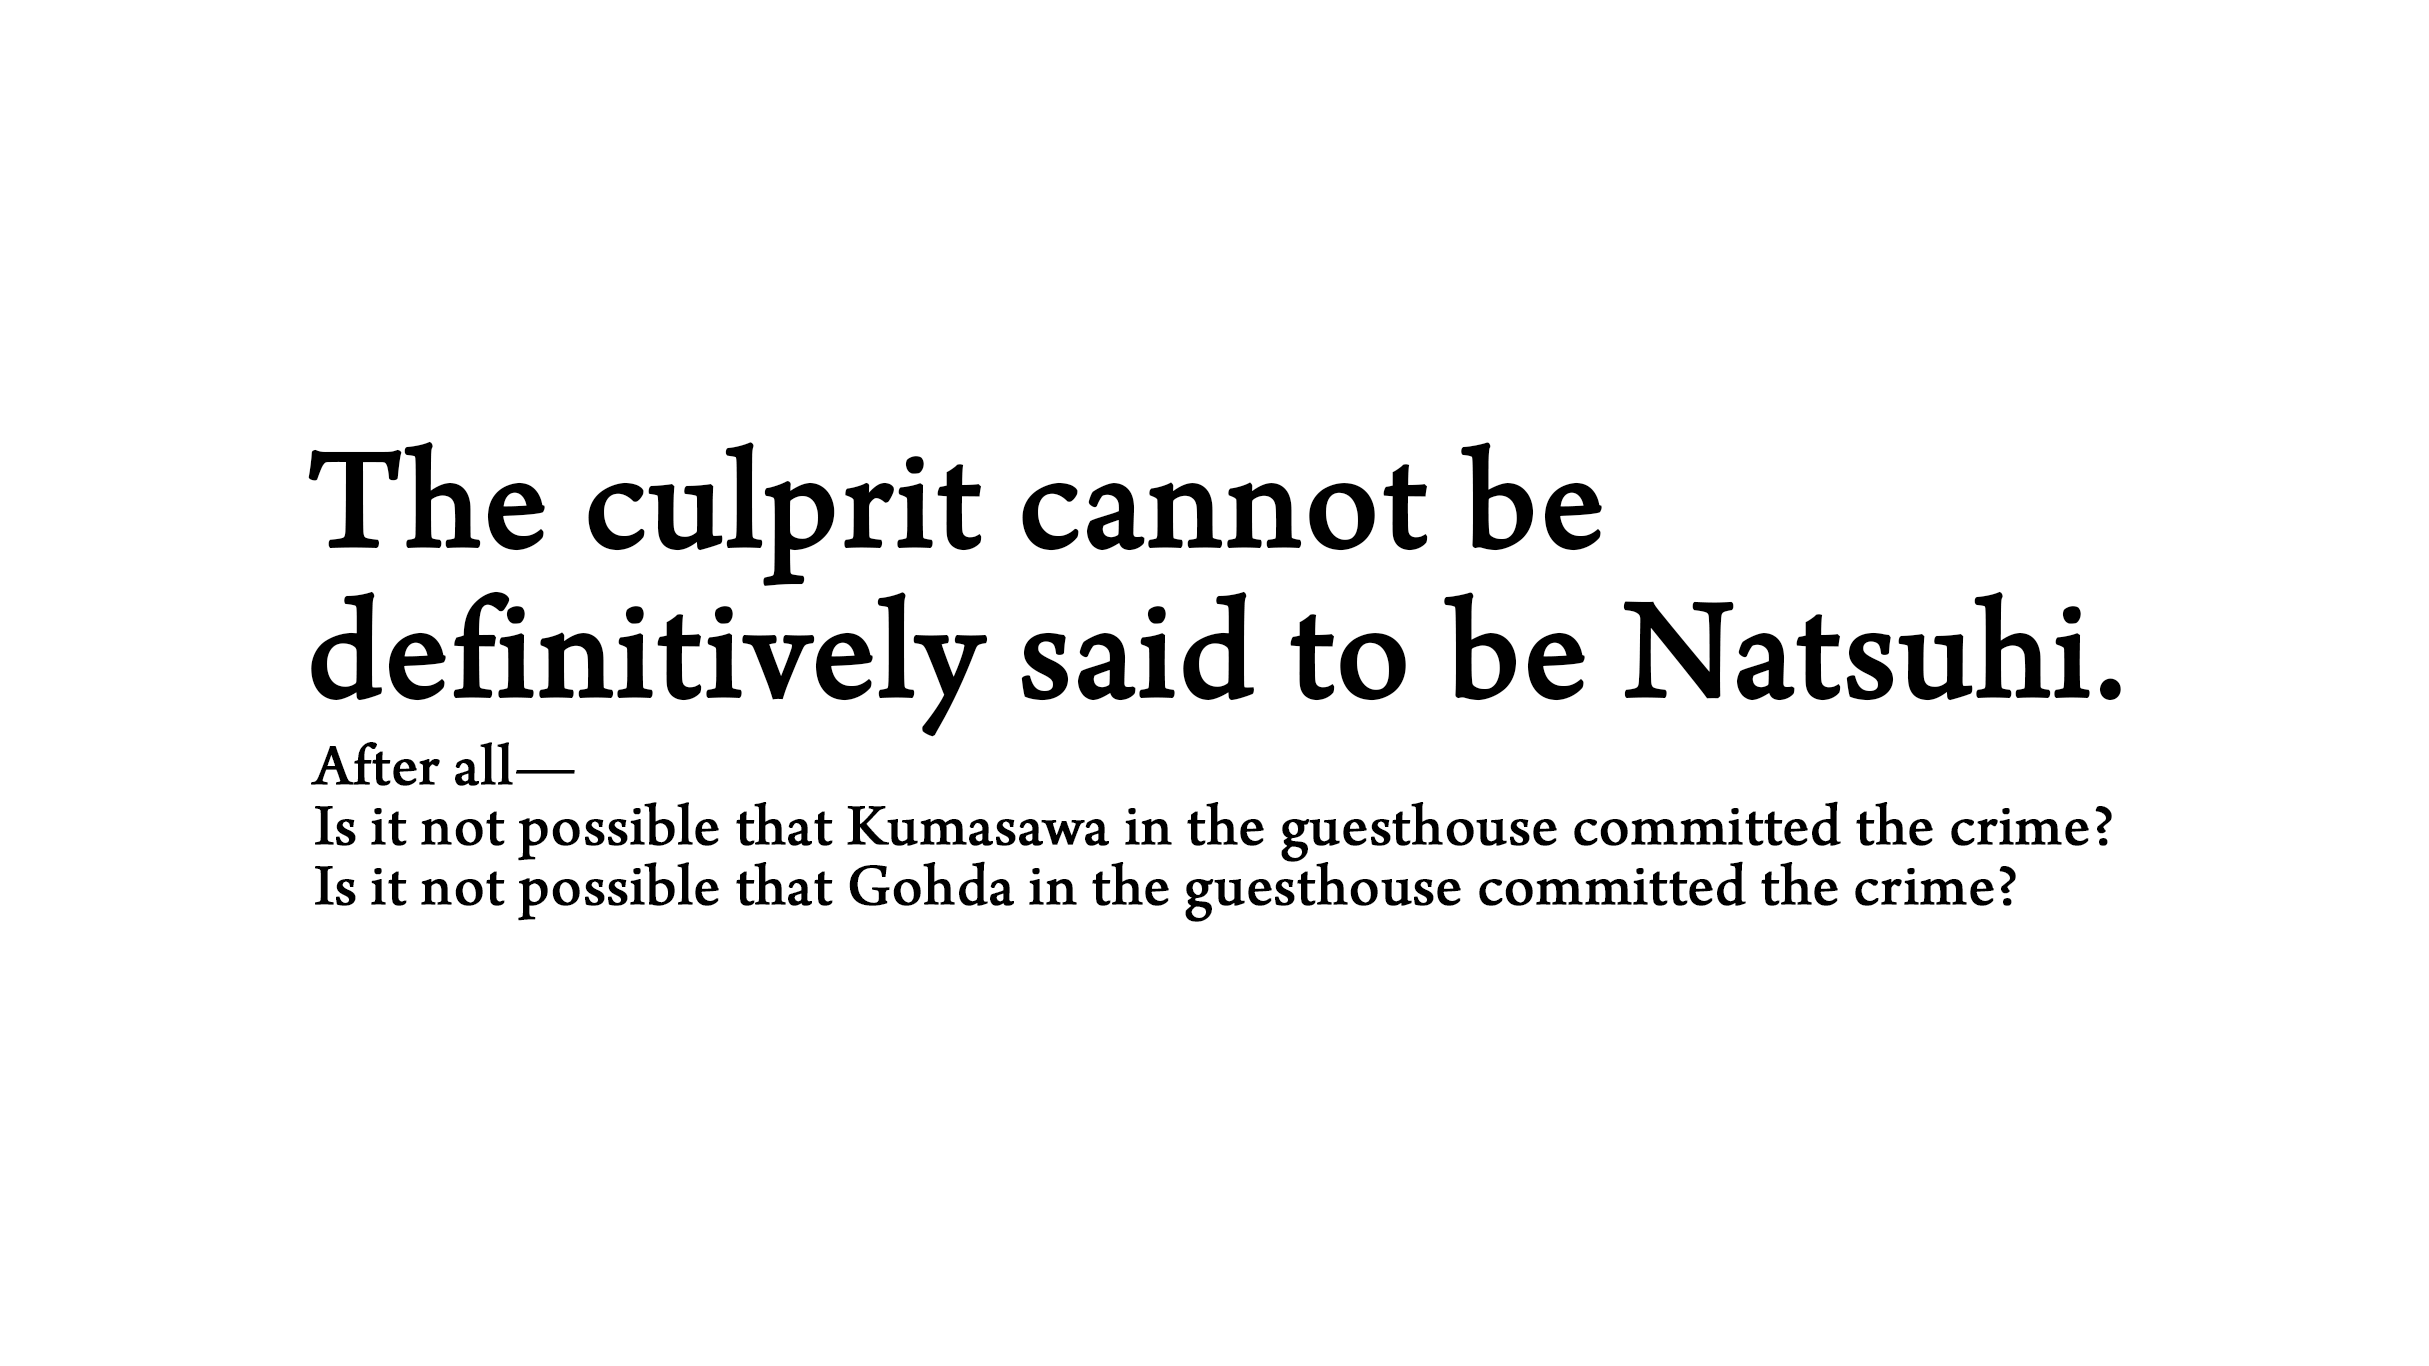 The culprit cannot be
definitively said to be Natsuhi.
After all—
Is it not possible that Kumasawa in the guesthouse committed the crime?
Is it not possible that Gohda in the guesthouse committed the crime?